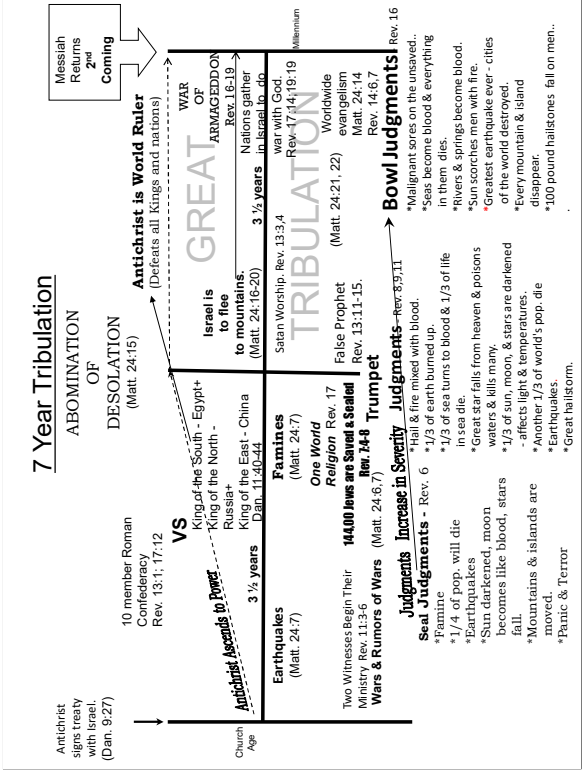 7 Year Tribulation
ABOMINATION
OF
DESOLATION
(Matt. 24:15)
Antichrist
signs treaty
with Israel.
(Dan. 9:27)
10 member Roman
Confederacy
Rev. 13:1; 17:12
VS
King of the South - Egypt+
King of the North -
Russia+
King of the East - China
Dan. 11:40-44
Antichrist Ascends to Power
Church
Age
3 ½ years
Antichrist is World Ruler
(Defeats all Kings and nations)
Messiah
Returns
2nd
Coming
GREAT
TRIBULATION
Israel is
to flee
to mountains.
(Matt. 24:16-20)
3 ½ years
WAR
OF
ARMAGEDDON
Rev. 16-19
Nations gather
in Israel to do
war with God.
Rev. 17:14;19:19
Millennium
Earthquakes
(Matt. 24:7)
Famines
(Matt. 24:7)
One World
Religion Rev. 17
144,00 Jews are Saved & Sealed
Rev. 7:4-8
Two Witnesses Begin Their
Ministry Rev. 11:3-6
Wars & Rumors of Wars (Matt. 24:6,7)
Satan Worship. Rev. 13:3,4
False Prophet
Rev. 13:11-15.
(Matt. 24:21, 22)
Worldwide
evangelism
Matt. 24:14
Rev. 14:6,7
Judgments Increase in Severity
Seal Judgments - Rev. 6
*Famine
*1/4 of pop. will die
*Earthquakes
*Sun darkened, moon
becomes like blood, stars
fall.
*Mountains & islands are
moved.
*Panic & Terror
Trumpet
Judgments - Rev. 8,9,11
*Hail & fire mixed with blood.
*1/3 of earth burned up.
*1/3 of sea turns to blood & 1/3 of life
in sea die.
*Great star falls from heaven & poisons
waters & kills many.
*1/3 of sun, moon, & stars are darkened
- affects light & temperatures.
*Another 1/3 of world's pop. die
*Earthquakes.
*Great hailstorm.
Bowl Judgments Rev. 16
*Malignant sores on the unsaved..
*Seas become blood & everything
in them dies.
*Rivers & springs become blood.
*Sun scorches men with fire.
*Greatest earthquake ever - cities
of the world destroyed.
*Every mountain & island
disappear.
*100 pound hailstones fall on men..
.